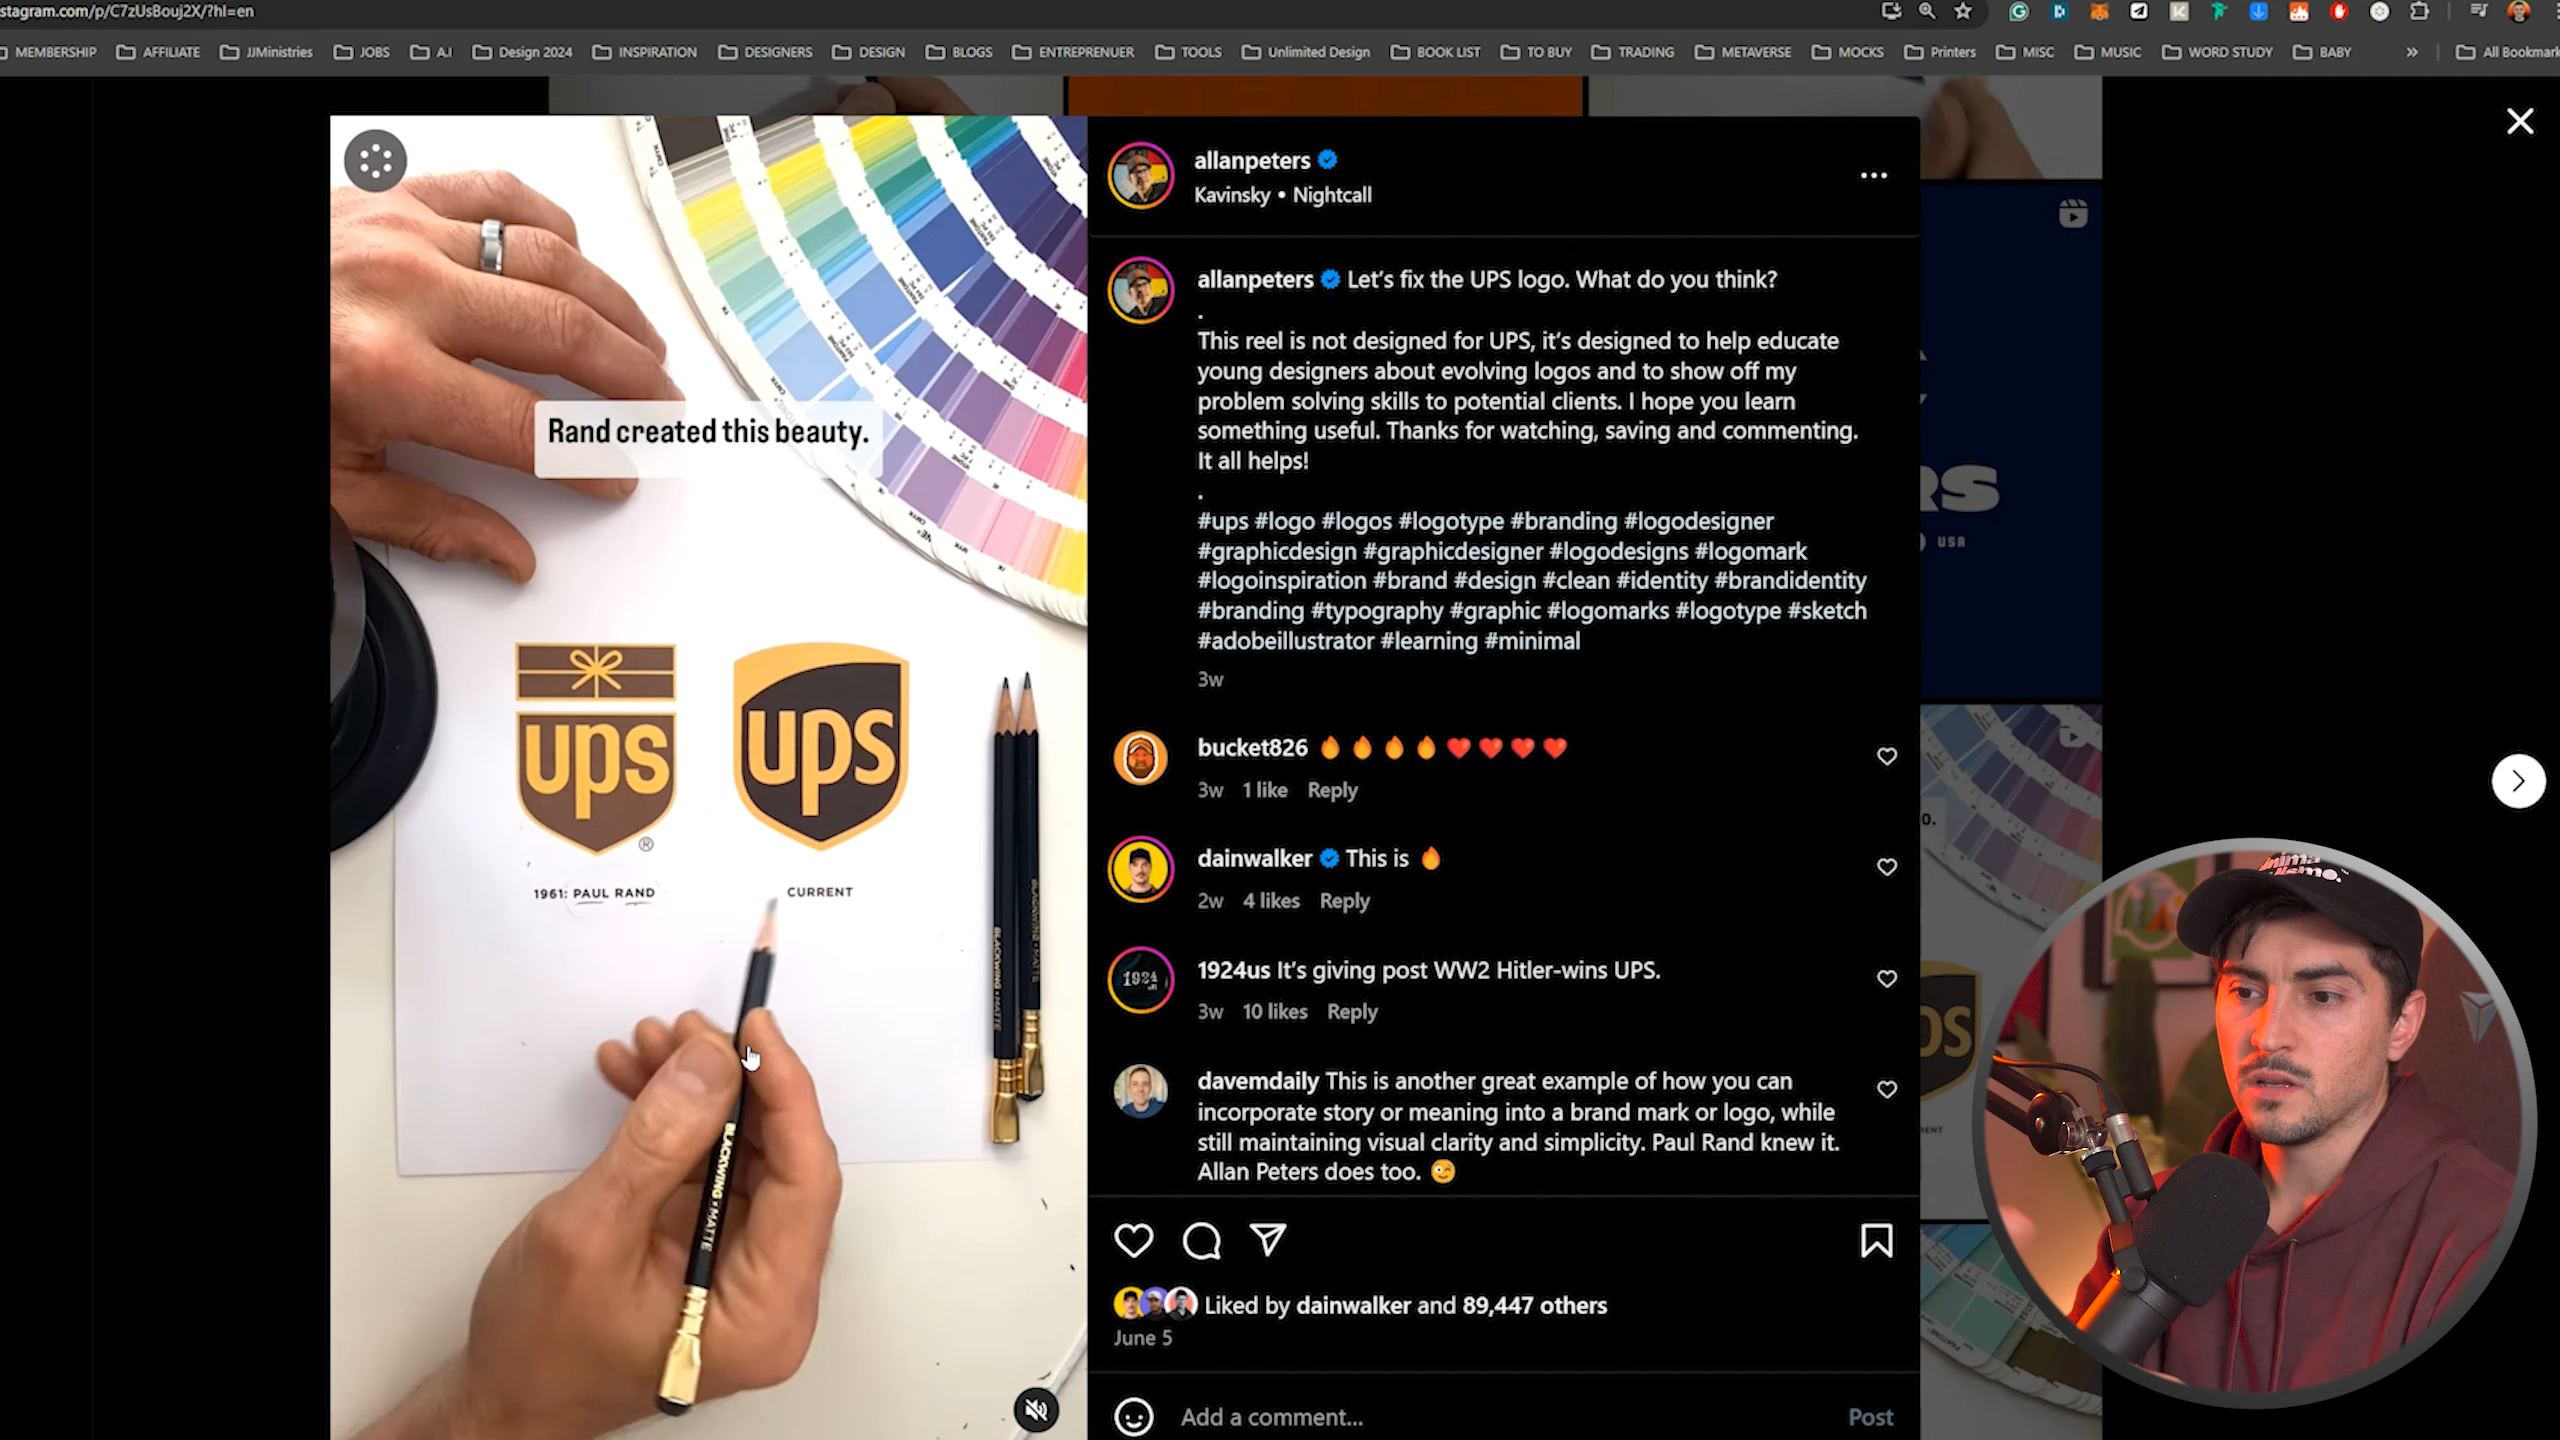 stagram.com/p/C7zUsBouj2X/?hl=en
MEMBERSHIP AFFILIATE JJMinistries JOBS A.I Design 2024 INSPIRATION DESIGNERS DESIGN BLOGS ENTREPRENUER TOOLS Unlimited Design BOOK LIST TO BUY TRADING METAVERSE MOCKS Printers MISC MUSIC WORD STUDY BABY » All Bookmark
Rand created this beauty.
ups
ups
®
1961: PAUL RAND
CURRENT
BLACKWING • MATTE
BLACKWING • MATTE
allanpeters
Kavinsky • Nightcall
allanpeters Let’s fix the UPS logo. What do you think?
.
This reel is not designed for UPS, it’s designed to help educate
young designers about evolving logos and to show off my
problem solving skills to potential clients. I hope you learn
something useful. Thanks for watching, saving and commenting.
It all helps!
.
#ups #logo #logos #logotype #branding #logodesigner
#graphicdesign #graphicdesigner #logodesigns #logomark
#logoinspiration #brand #design #clean #identity #brandidentity
#branding #typography #graphic #logomarks #logotype #sketch
#adobeillustrator #learning #minimal
3w
bucket826 🔥🔥🔥🔥❤️❤️❤️❤️
3w 1 like Reply
dainwalker This is 🔥
2w 4 likes Reply
1924us It’s giving post WW2 Hitler-wins UPS.
3w 10 likes Reply
davemdaily This is another great example of how you can
incorporate story or meaning into a brand mark or logo, while
still maintaining visual clarity and simplicity. Paul Rand knew it.
Allan Peters does too. 😉
Liked by dainwalker and 89,447 others
June 5
Add a comment...
Post
RS
USA